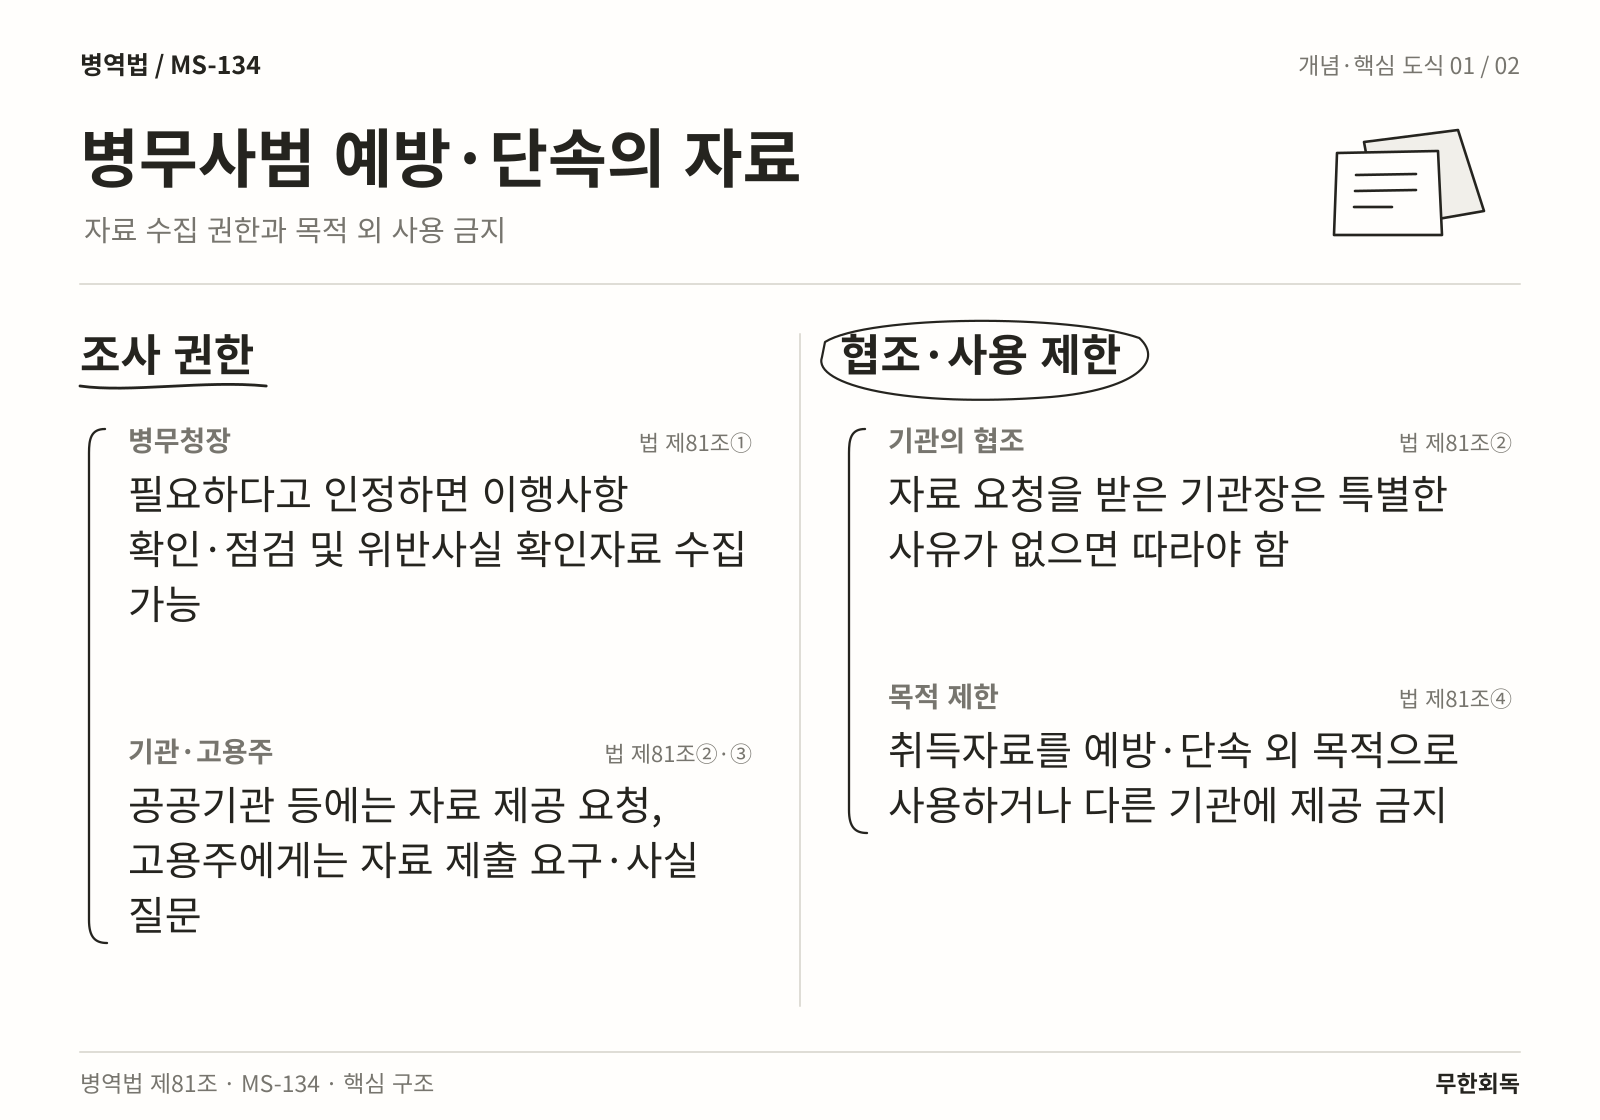 병역법 / MS-134
개념·핵심 도식 01 / 02
병무사범 예방·단속의 자료
자료 수집 권한과 목적 외 사용 금지
조사 권한
병무청장
법 제81조①
필요하다고 인정하면 이행사항
확인·점검 및 위반사실 확인자료 수집
가능
기관·고용주
법 제81조②·③
공공기관 등에는 자료 제공 요청,
고용주에게는 자료 제출 요구·사실
질문
협조·사용 제한
기관의 협조
법 제81조②
자료 요청을 받은 기관장은 특별한
사유가 없으면 따라야 함
목적 제한
법 제81조④
취득자료를 예방·단속 외 목적으로
사용하거나 다른 기관에 제공 금지
병역법 제81조 · MS-134 · 핵심 구조
무한회독